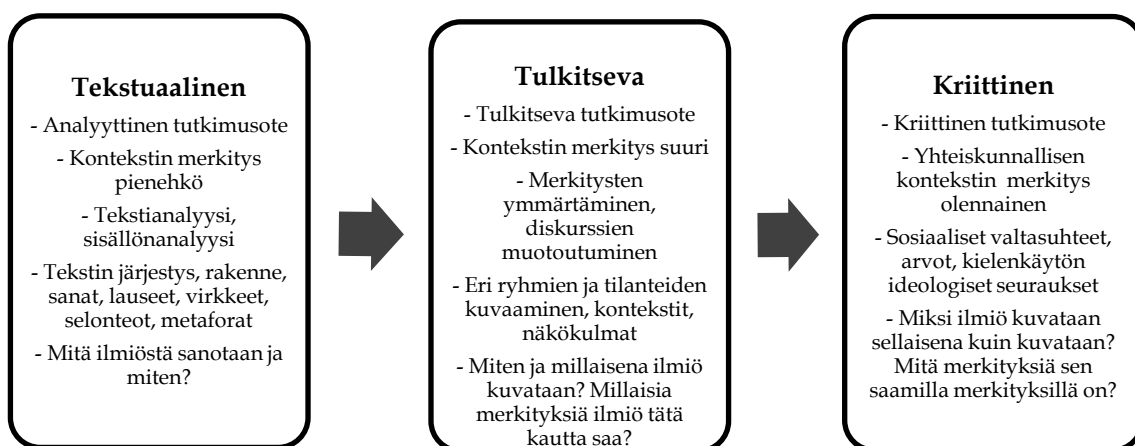 Tekstuaalinen
- Analyyttinen tutkimusote
- Kontekstin merkitys
pienehkö
- Tekstianalyysi,
sisällönanalyysi
- Tekstin järjestys, rakenne,
sanat, lauseet, virkkeet,
selonteot, metaforat
- Mitä ilmiöstä sanotaan ja
miten?
Tulkitseva
- Tulkitseva tutkimusote
- Kontekstin merkitys suuri
- Merkitysten
ymmärtäminen,
diskurssien
muotoutuminen
- Eri ryhmien ja tilanteiden
kuvaaminen, kontekstit,
näkökulmat
- Miten ja millaisena ilmiö
kuvataan? Millaisia
merkityksiä ilmiö tätä
kautta saa?
Kriittinen
- Kriittinen tutkimusote
- Yhteiskunnallisen
kontekstin merkitys
olennainen
- Sosiaaliset valtasuhteet,
arvot, kielenkäytön
ideologiset seuraukset
- Miksi ilmiö kuvataan
sellaisena kuin kuvataan?
Mitä merkityksiä sen
saamilla merkityksillä on?